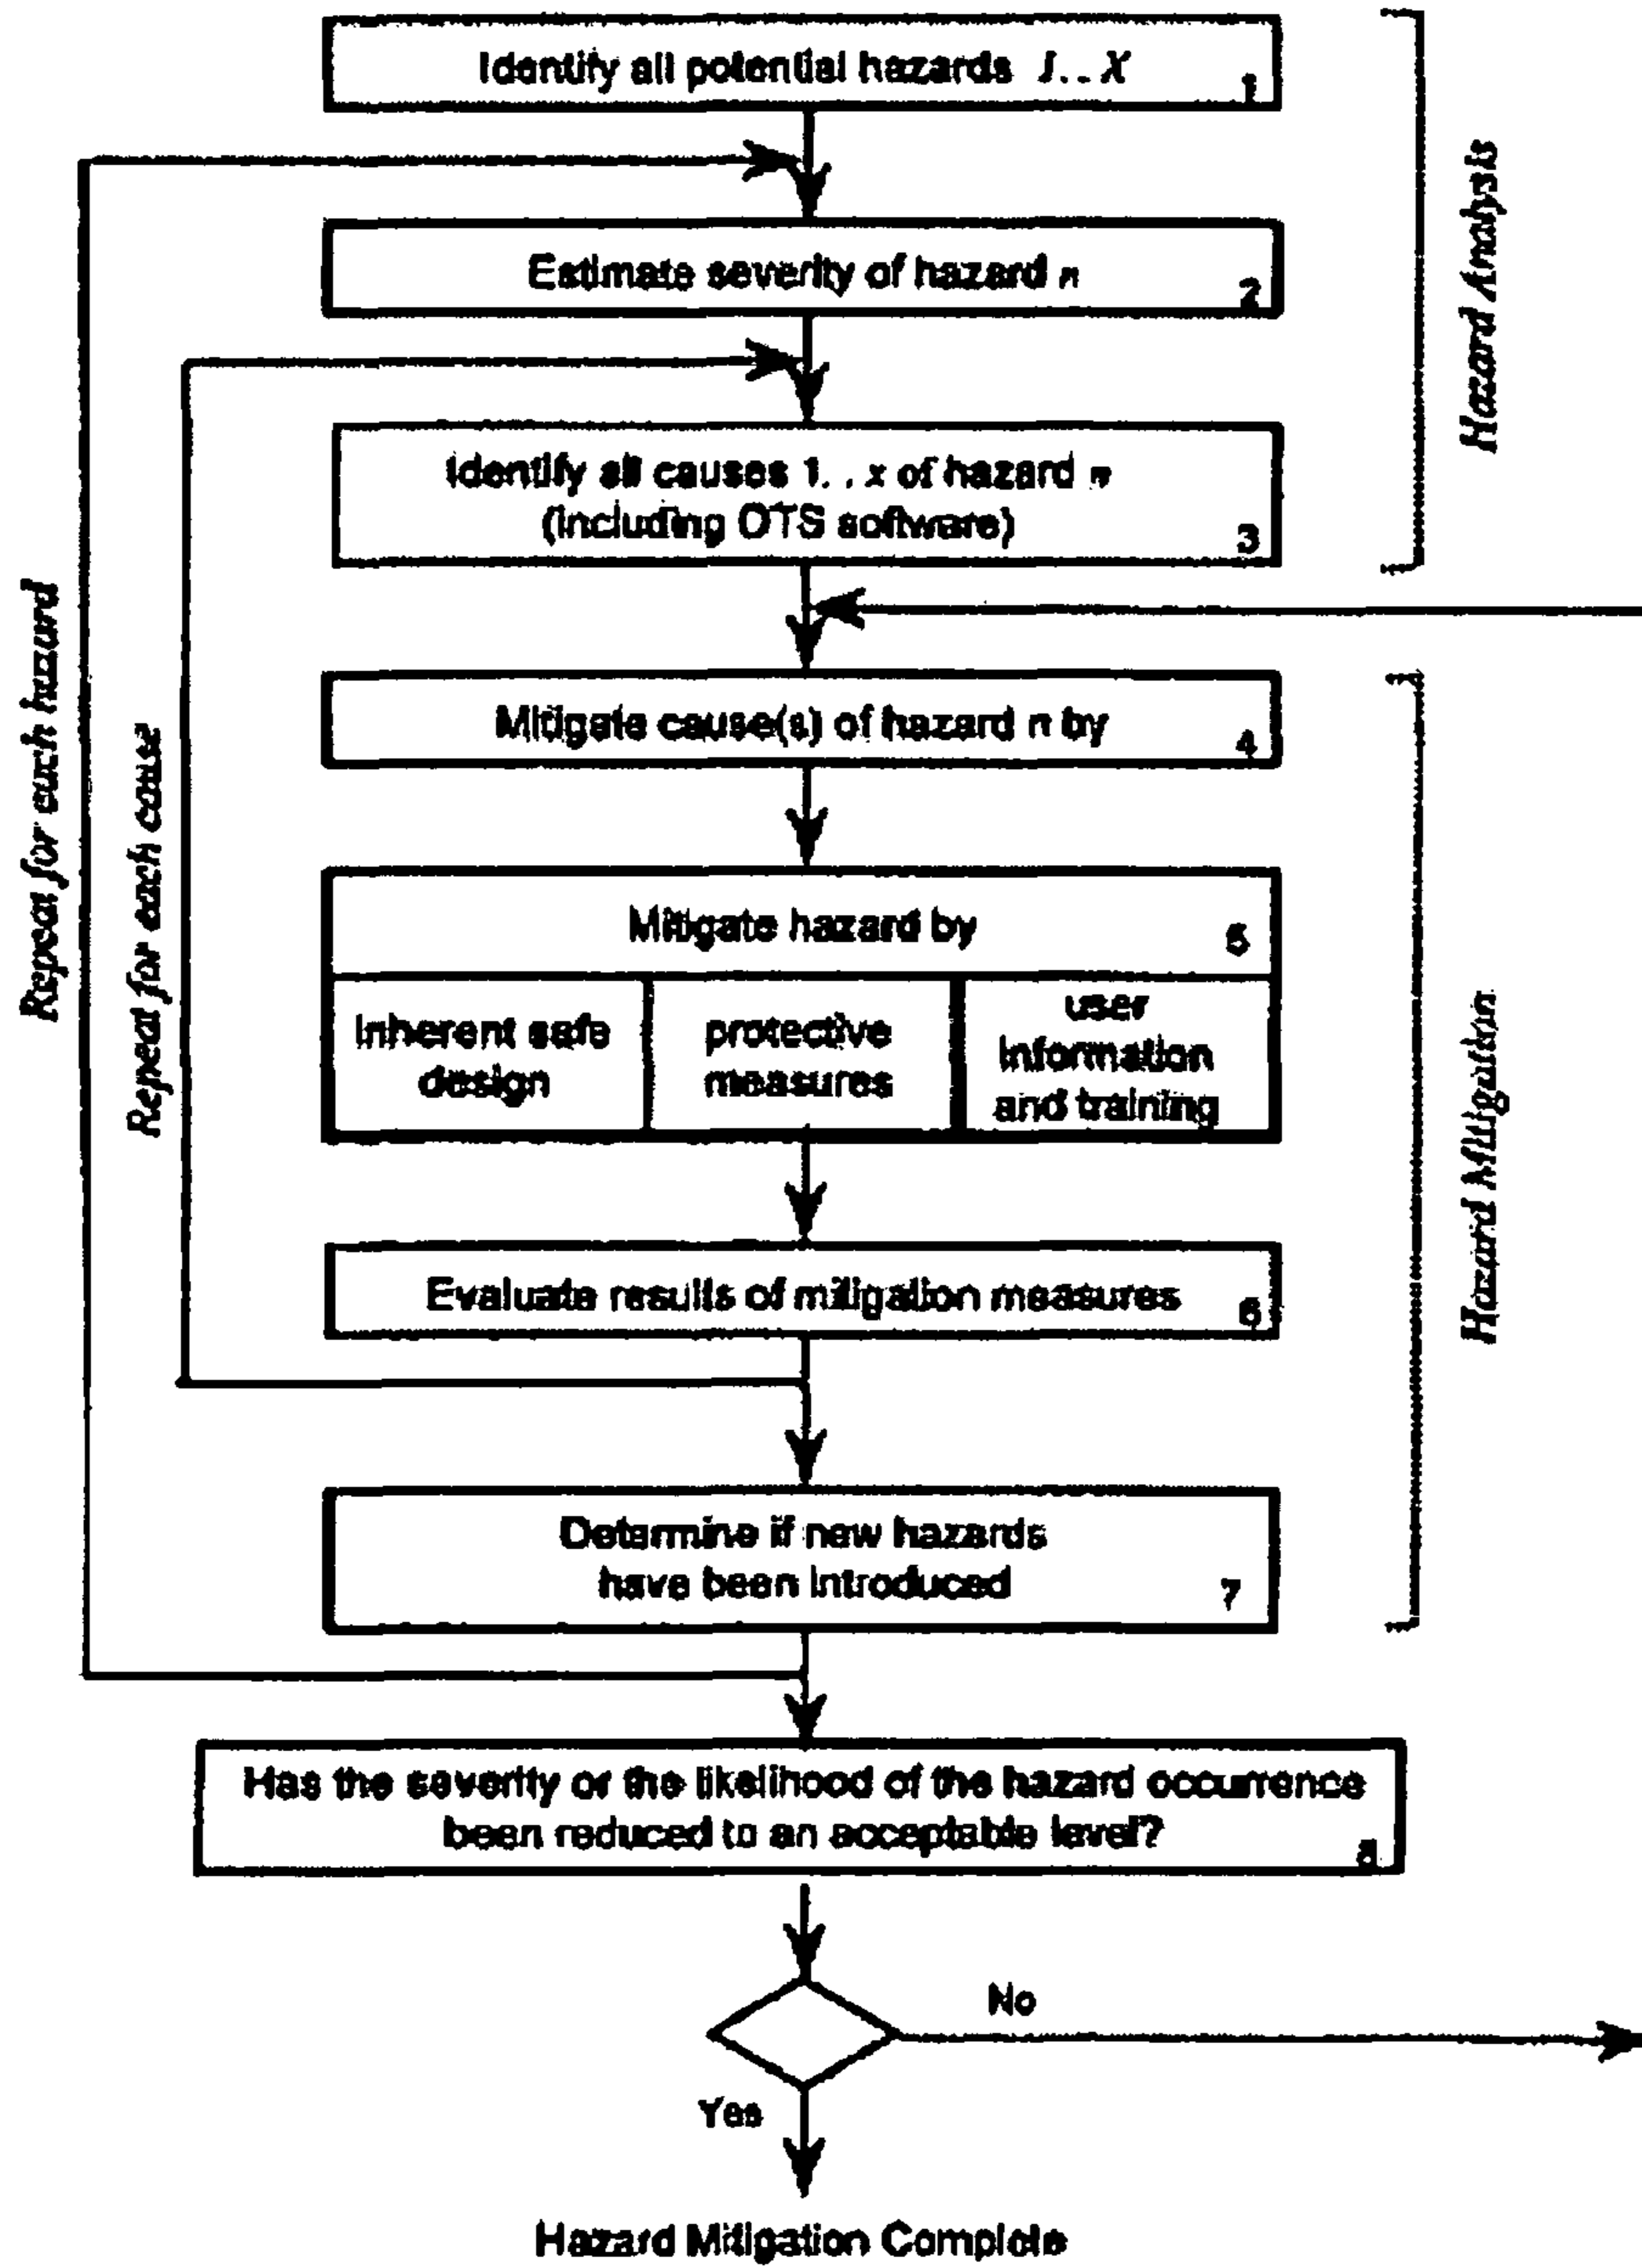 Identify all potential hazards 1. . X
1
Estimate severity of hazard n
2
Identify all causes 1. . x of hazard n
(including OTS software)
3
Mitigate cause(s) of hazard n by
4
Mitigate hazard by
5
Inherent safe
design
protective
measures
user
Information
and training
Evaluate results of mitigation measures
6
Determine if new hazards
have been introduced
7
Has the severity or the likelihood of the hazard occurrence
been reduced to an acceptable level?
8
No
Yes
Hazard Mitigation Complete
Repeat for each hazard
Repeat for each cause
Hazard Analysis
Hazard Mitigation